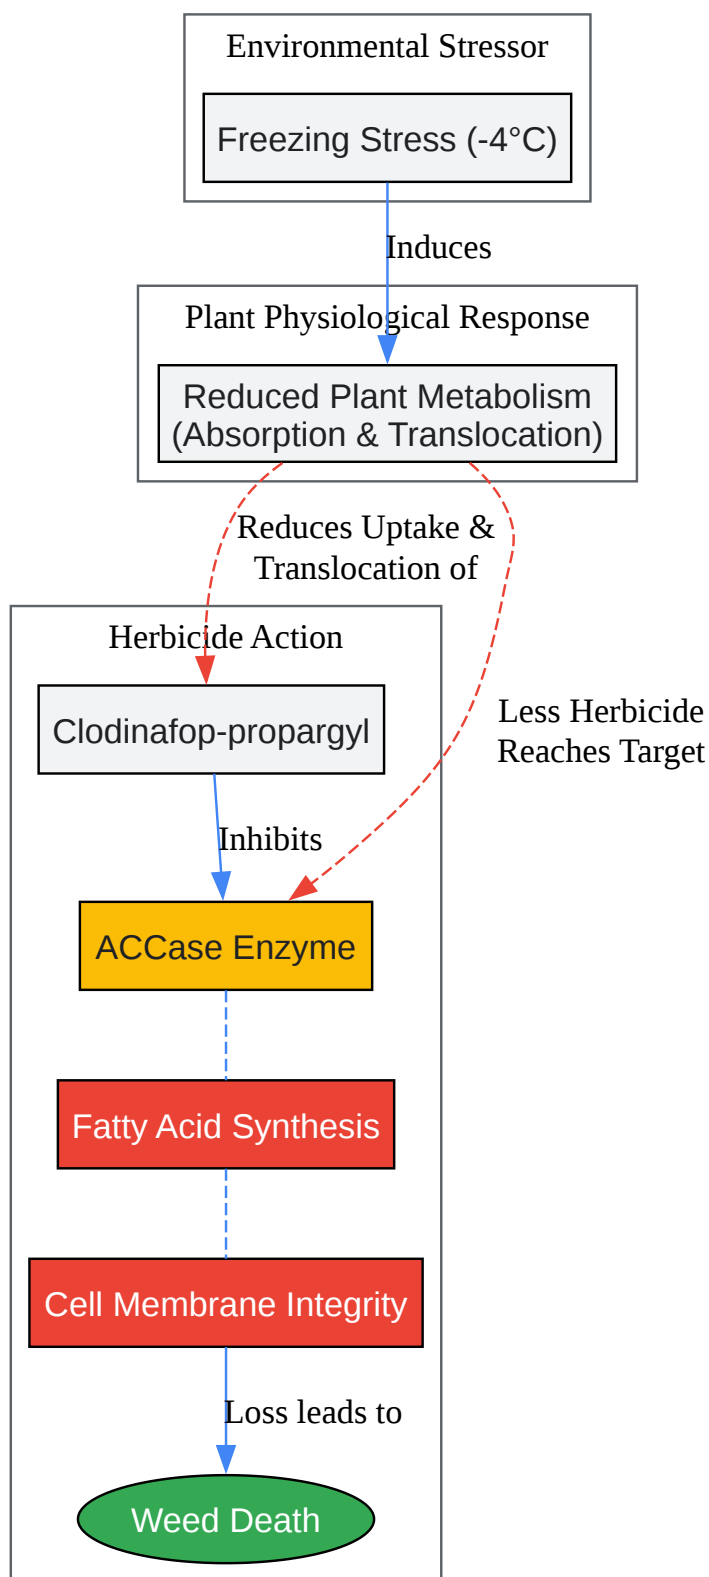 Environmental Stressor
Freezing Stress (-4°C)
Induces
Plant Physiological Response
Reduced Plant Metabolism
(Absorption & Translocation)
Reduces Uptake &
Translocation of
Herbicide Action
Clodinafop-propargyl
Less Herbicide
Reaches Target
Inhibits
ACCase Enzyme
Fatty Acid Synthesis
Cell Membrane Integrity
Loss leads to
Weed Death